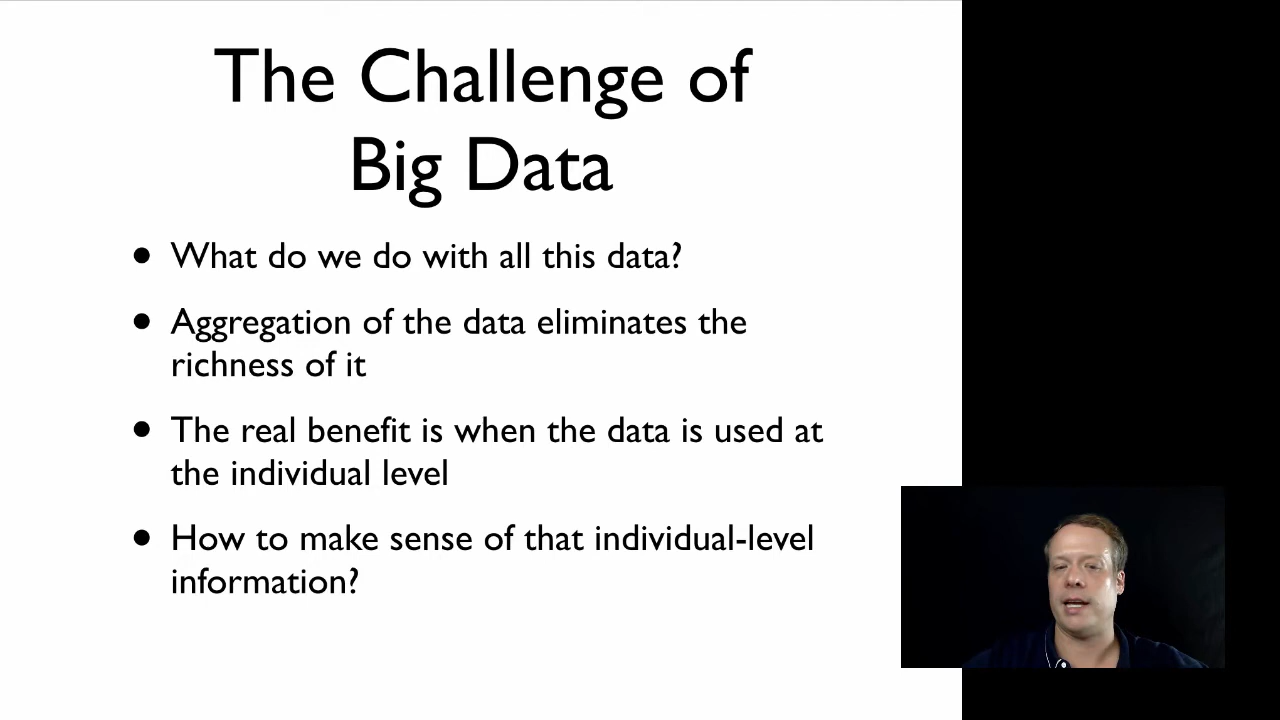 The Challenge of
Big Data
• What do we do with all this data?
• Aggregation of the data eliminates the
richness of it
• The real benefit is when the data is used at
the individual level
• How to make sense of that individual-level
information?